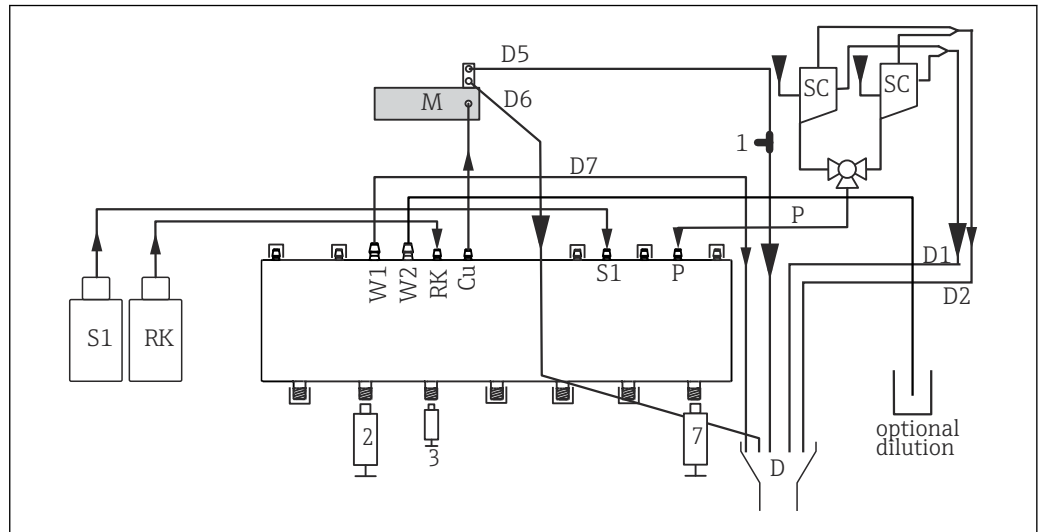 D5
M
D6
SC
SC
1
D7
P
S1
RK
W1
W2
RK
Cu
S1
P
D1
D2
2
3
7
D
optional
dilution